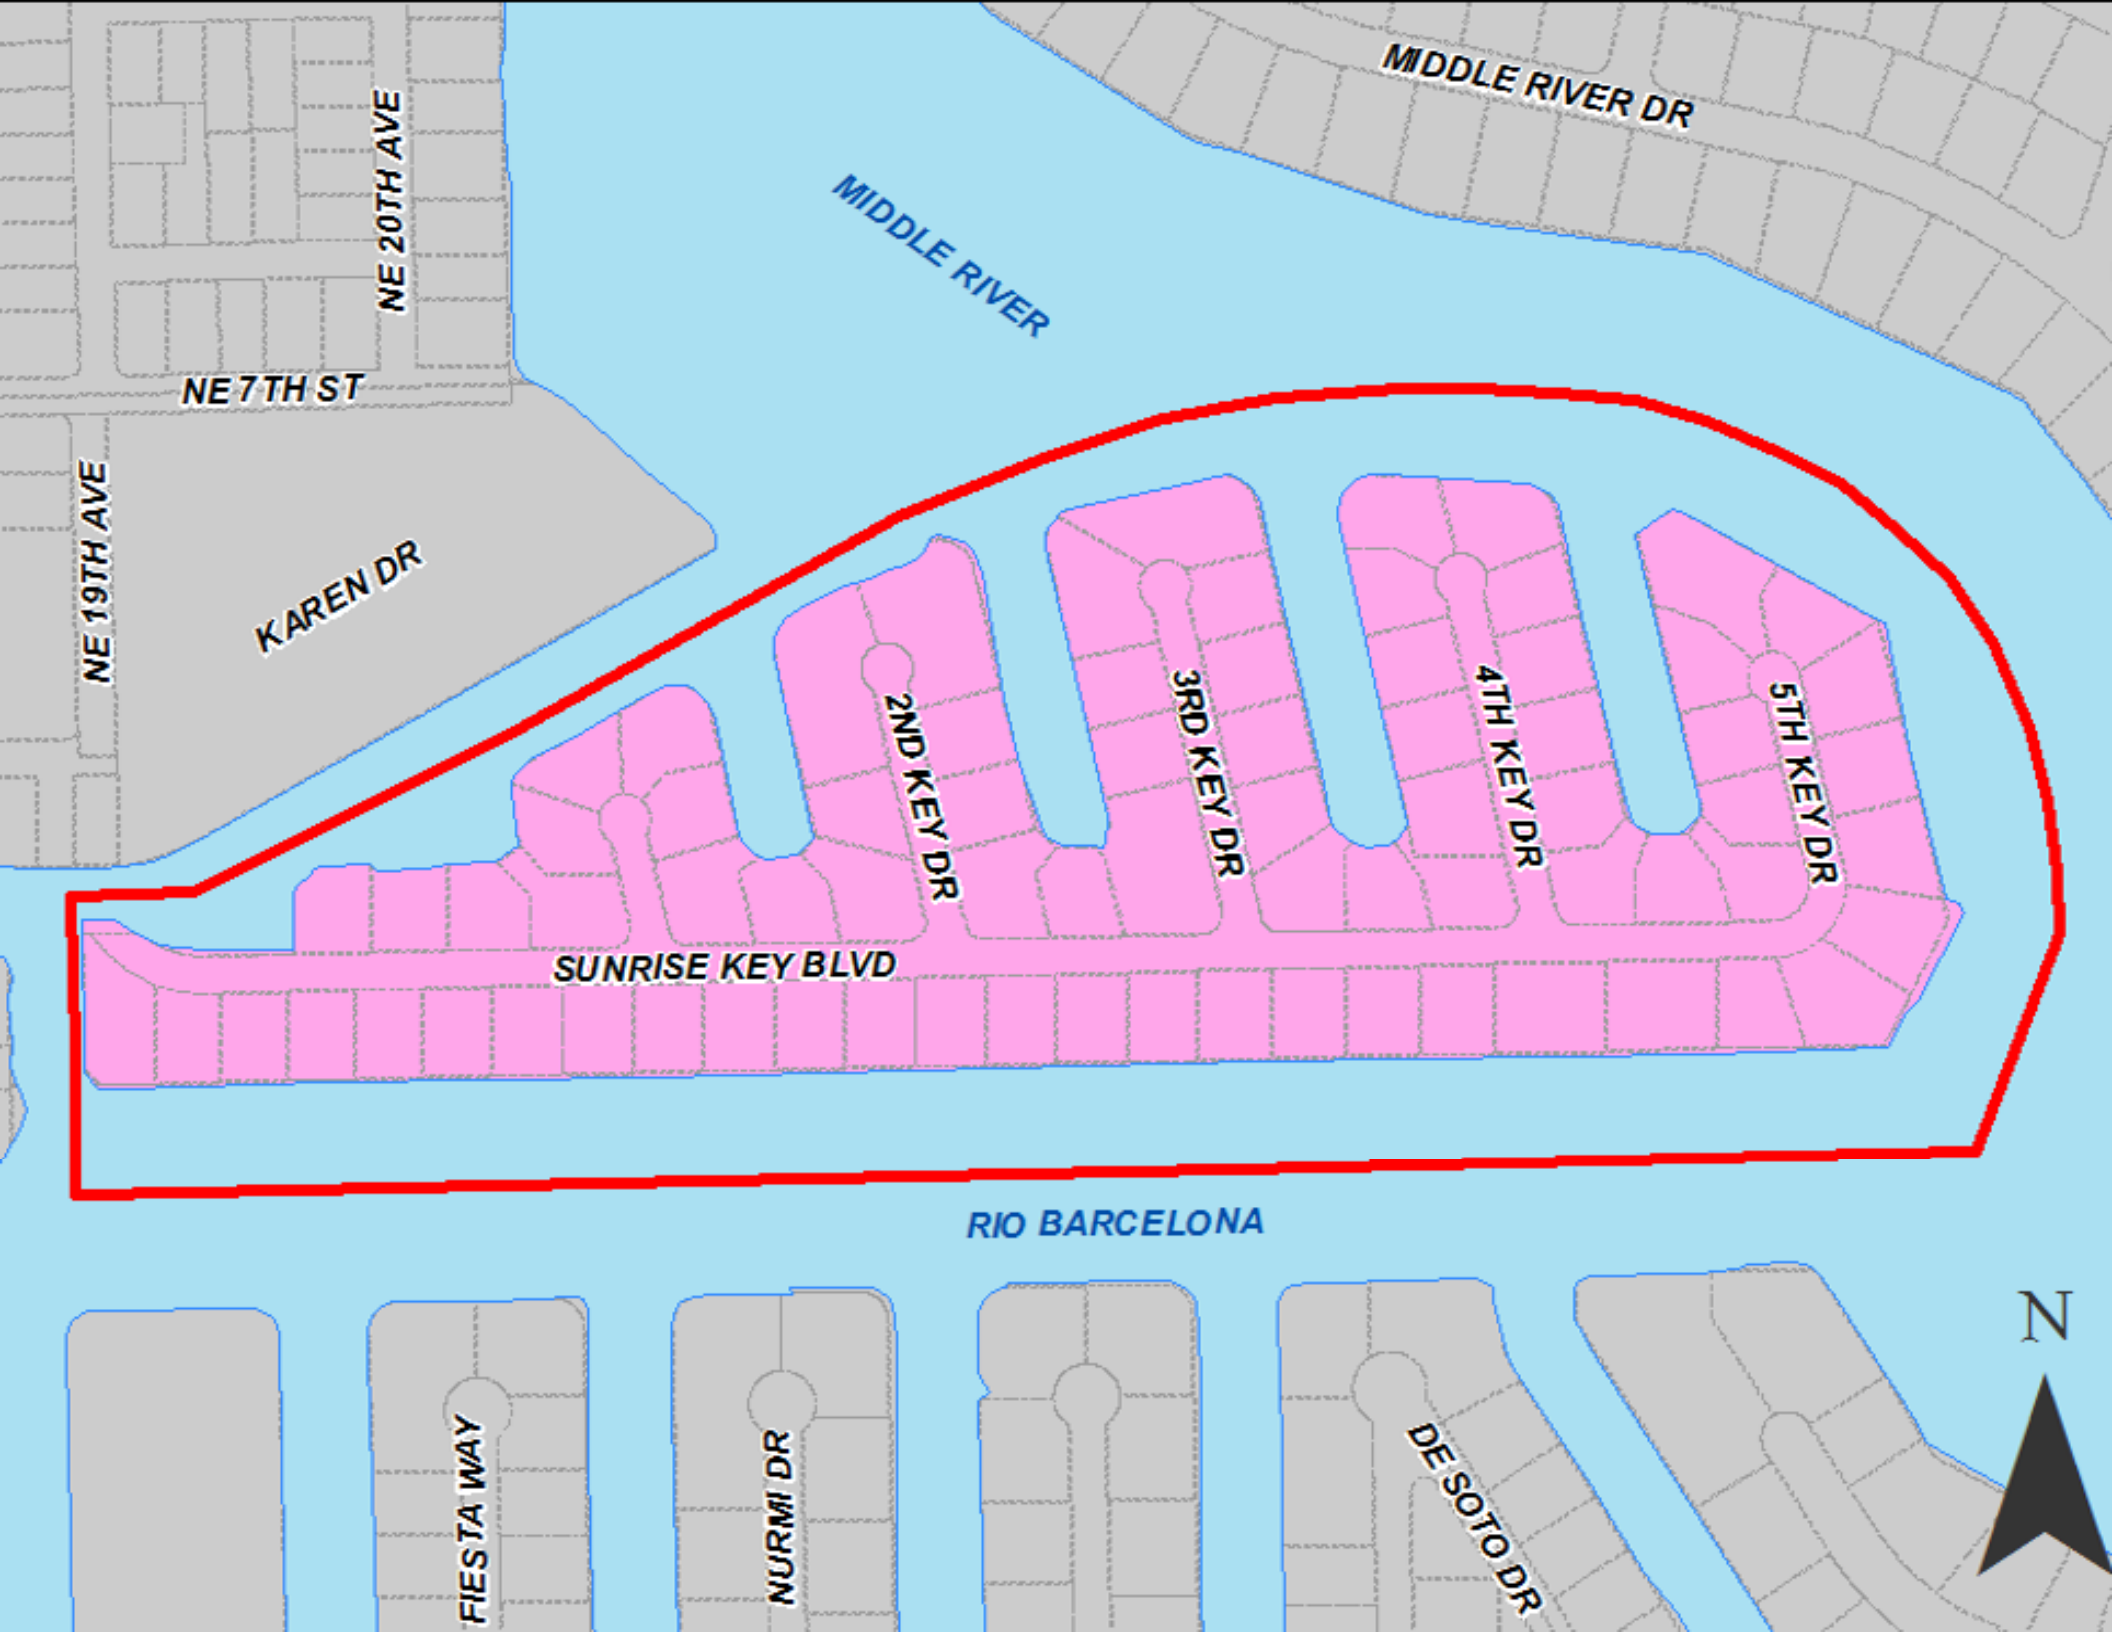 MIDDLE RIVER DR
NE 20TH AVE
MIDDLE RIVER
NE 7TH ST
NE 19TH AVE
KAREN DR
2ND KEY DR
3RD KEY DR
4TH KEY DR
5TH KEY DR
SUNRISE KEY BLVD
RIO BARCELONA
N
FIESTA WAY
NURMI DR
DE SOTO DR